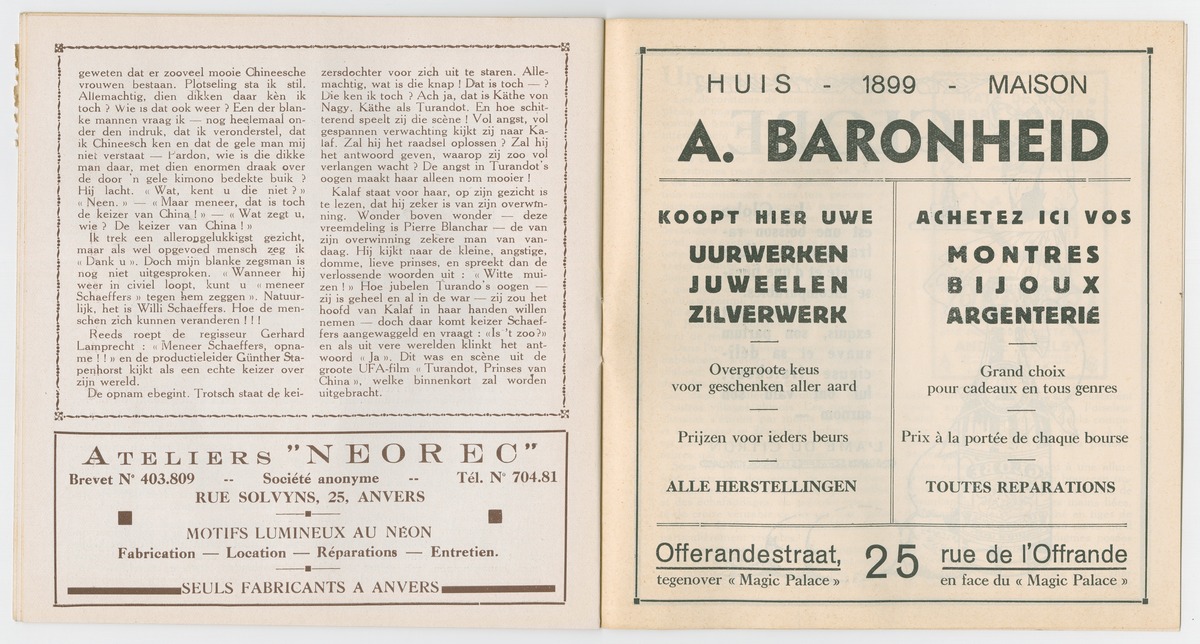 geweten dat er zooveel mooie Chineesche
vrouwen bestaan. Plotseling sta ik stil.
Allemachtig, dien dikken daar kèn ik
toch ? Wie is dat ook weer ? Een der blan-
ke mannen vraag ik — nog heelemaal on-
der den indruk, dat ik veronderstel, dat
ik Chineesch ken en dat de gele man mij
niet verstaat — Pardon, wie is die dikke
man daar, met dien enormen draak over
de door 'n gele kimono bedekte buik ?
Hij lacht. « Wat, kent u die niet ? »
« Neen. » — « Maar meneer, dat is toch
de keizer van China ! » — « Wat zegt u,
wie ? De keizer van China ! »
Ik trek een allerongelukkigst gezicht,
maar als wel opgevoed mensch zeg ik
« Dank u ». Doch mijn blanke zegsman is
nog niet uitgesproken. « Wanneer hij
weer in civiel loopt, kunt u « meneer
Schaeffers » tegen hem zeggen ». Natuur-
lijk, het is Willi Schaeffers. Hoe de men-
schen zich kunnen veranderen ! ! !
Reeds roept de regisseur Gerhard
Lamprecht : « Meneer Schaeffers, opna-
me ! ! » en de productieleider Günther Sta-
penhorst kijkt als een echte keizer over
zijn wereld.
De opnam ebegint. Trotsch staat de kei-
zersdochter voor zich uit te staren. Alle-
machtig, wat is die knap ! Dat is toch — ?
Die ken ik toch ? Ach ja, dat is Käthe von
Nagy. Käthe als Turandot. En hoe schit-
terend speelt zij die scène ! Vol angst, vol
gespannen verwachting kijkt zij naar Ka-
laf. Zal hij het raadsel oplossen ? Zal hij
het antwoord geven, waarop zij zoo vol
verlangen wacht ? De angst in Turandot's
oogen maakt haar alleen nom mooier !
Kalaf staat voor haar, op zijn gezicht is
te lezen, dat hij zeker is van zijn overwin-
ning. Wonder boven wonder — deze
vreemdeling is Pierre Blanchar — de van
zijn overwinning zekere man van van-
daag. Hij kijkt naar de kleine, angstige,
domme, lieve prinses, en spreekt dan de
verlossende woorden uit : « Witte mui-
zen ! » Hoe jubelen Turando's oogen —
zij is geheel en al in de war — zij zou het
hoofd van Kalaf in haar handen willen
nemen — doch daar komt keizer Schaef-
fers aangewaggeld en vraagt : « Is 't zoo?»
en als uit vere werelden klinkt het ant-
woord « Ja ». Dit was en scène uit de
groote UFA-film « Turandot, Prinses van
China », welke binnenkort zal worden
uitgebracht.
ATELIERS "NEOREC"
Brevet N° 403.809 -- Société anonyme -- Tél. N° 704.81
RUE SOLVYNS, 25, ANVERS
MOTIFS LUMINEUX AU NÉON
Fabrication — Location — Réparations — Entretien.
SEULS FABRICANTS A ANVERS
HUIS - 1899 - MAISON
A. BARONHEID
KOOPT HIER UWE
UURWERKEN
JUWEELEN
ZILVERWERK
Overgroote keus
voor geschenken aller aard
Prijzen voor ieders beurs
ALLE HERSTELLINGEN
ACHETEZ ICI VOS
MONTRES
BIJOUX
ARGENTERIE
Grand choix
pour cadeaux en tous genres
Prix à la portée de chaque bourse
TOUTES REPARATIONS
Offerandestraat, 25 rue de l'Offrande
tegenover « Magic Palace » en face du « Magic Palace »